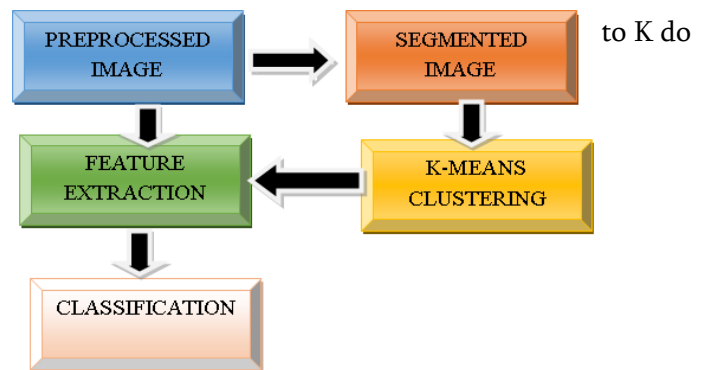 PREPROCESSED
IMAGE
SEGMENTED
IMAGE
to K do
FEATURE
EXTRACTION
K-MEANS
CLUSTERING
CLASSIFICATION